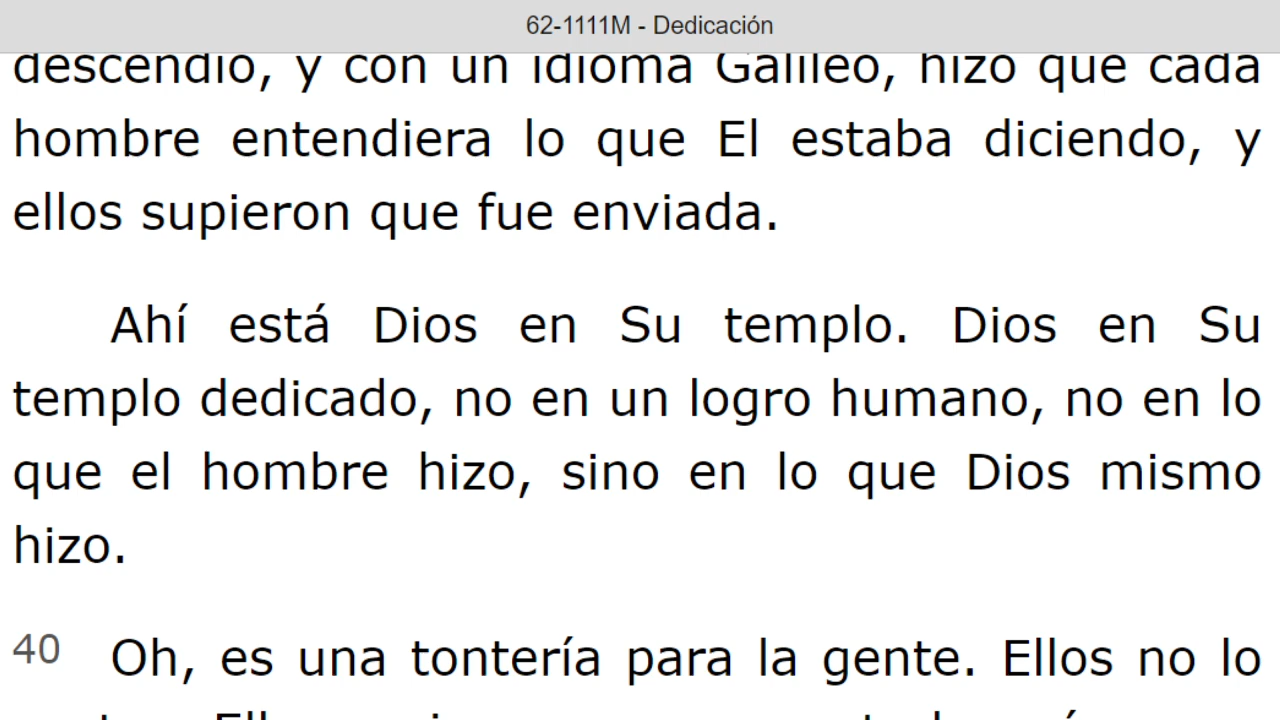 62-1111M - Dedicación
descendió, y con un idioma Galileo, hizo que cada
hombre entendiera lo que El estaba diciendo, y
ellos supieron que fue enviada.
Ahí está Dios en Su templo. Dios en Su
templo dedicado, no en un logro humano, no en lo
que el hombre hizo, sino en lo que Dios mismo
hizo.
40 Oh, es una tontería para la gente. Ellos no lo